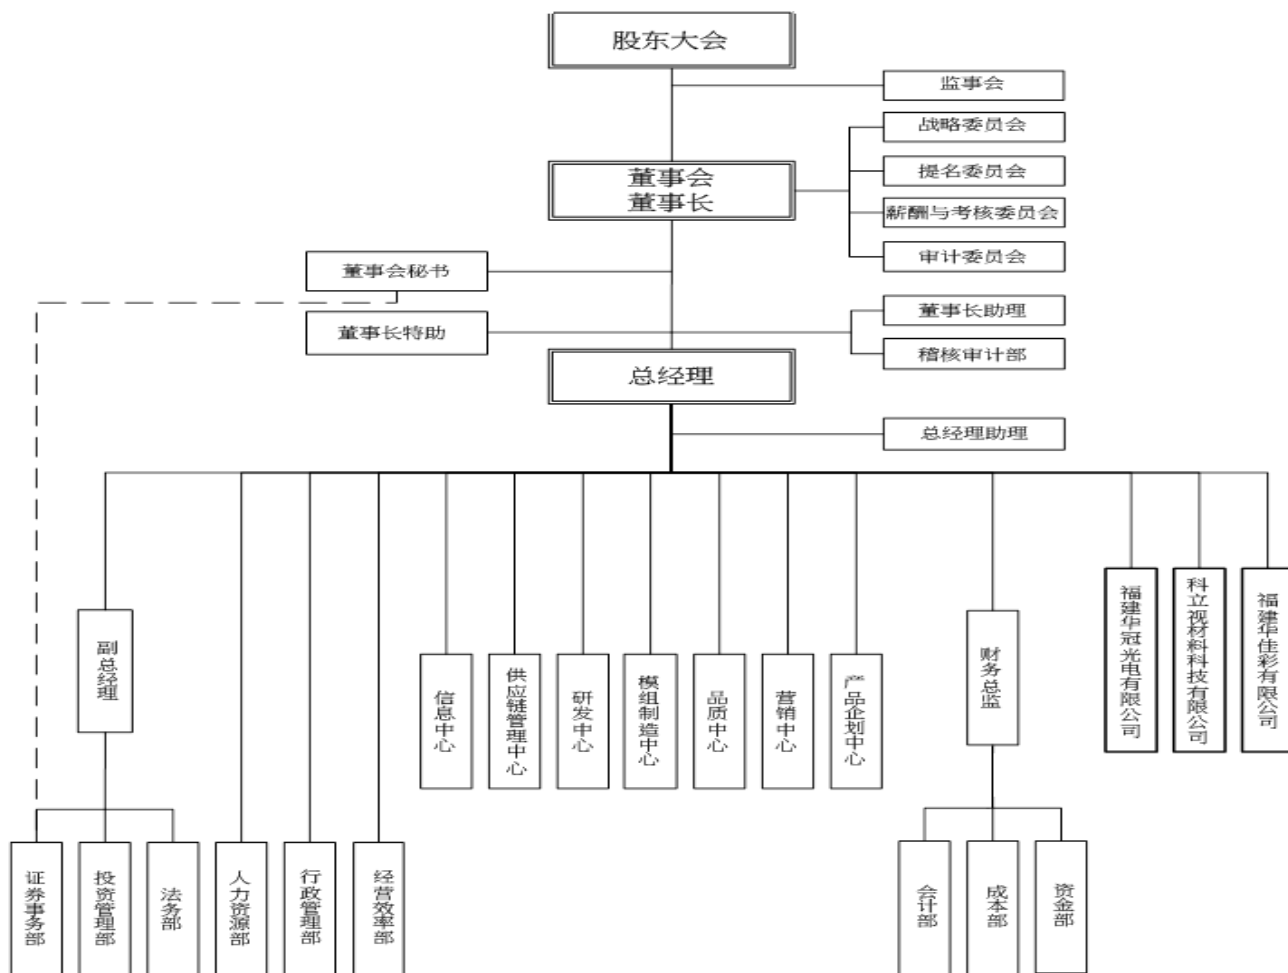 股东大会
监事会
战略委员会
董事会
董事长
提名委员会
薪酬与考核委员会
审计委员会
董事会秘书
董事长助理
董事长特助
稽核审计部
总经理
总经理助理
副总经理
信息中心
供应链管理中心
研发中心
模组制造中心
品质中心
营销中心
产品企划中心
财务总监
福建华冠光电有限公司
科立视材料科技有限公司
福建华佳彩有限公司
证券事务部
投资管理部
法务部
人力资源部
行政管理部
经营效率部
会计部
成本部
资金部